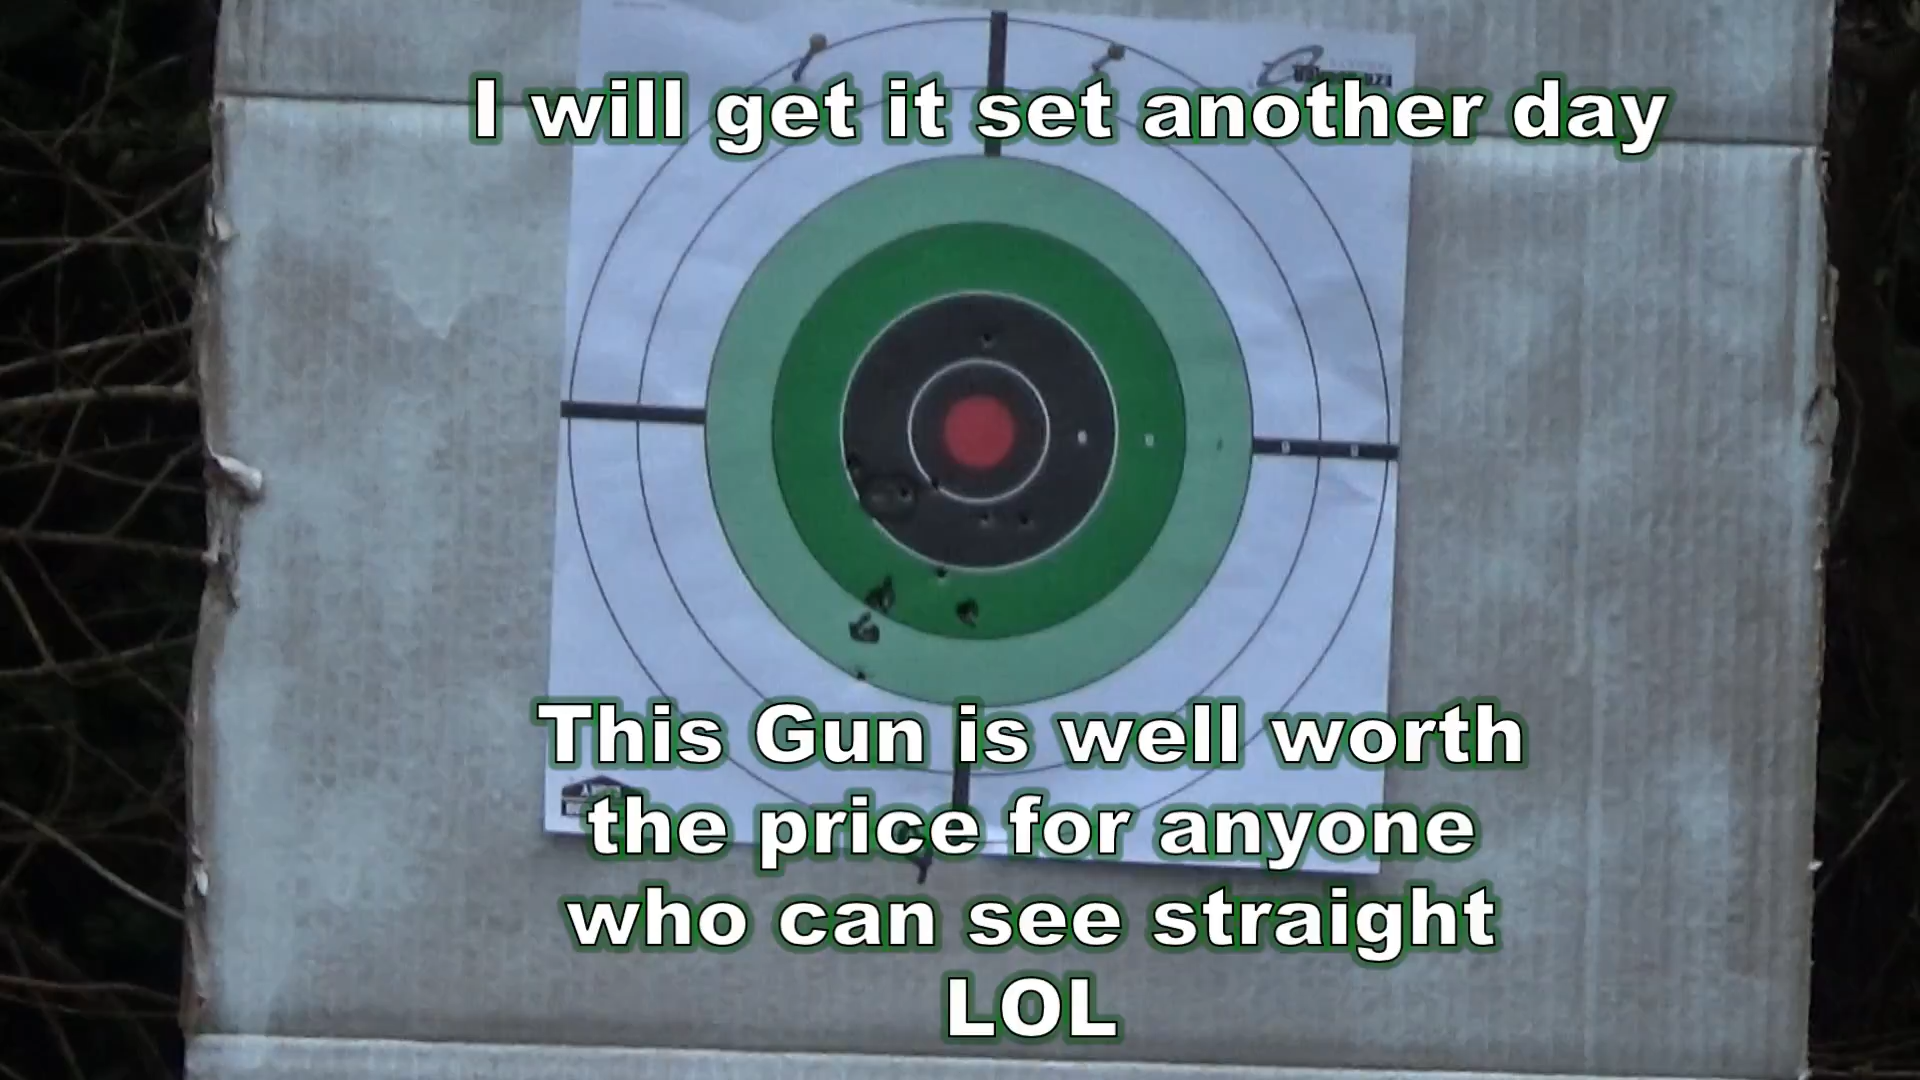 I will get it set another day
This Gun is well worth
the price for anyone
who can see straight
LOL